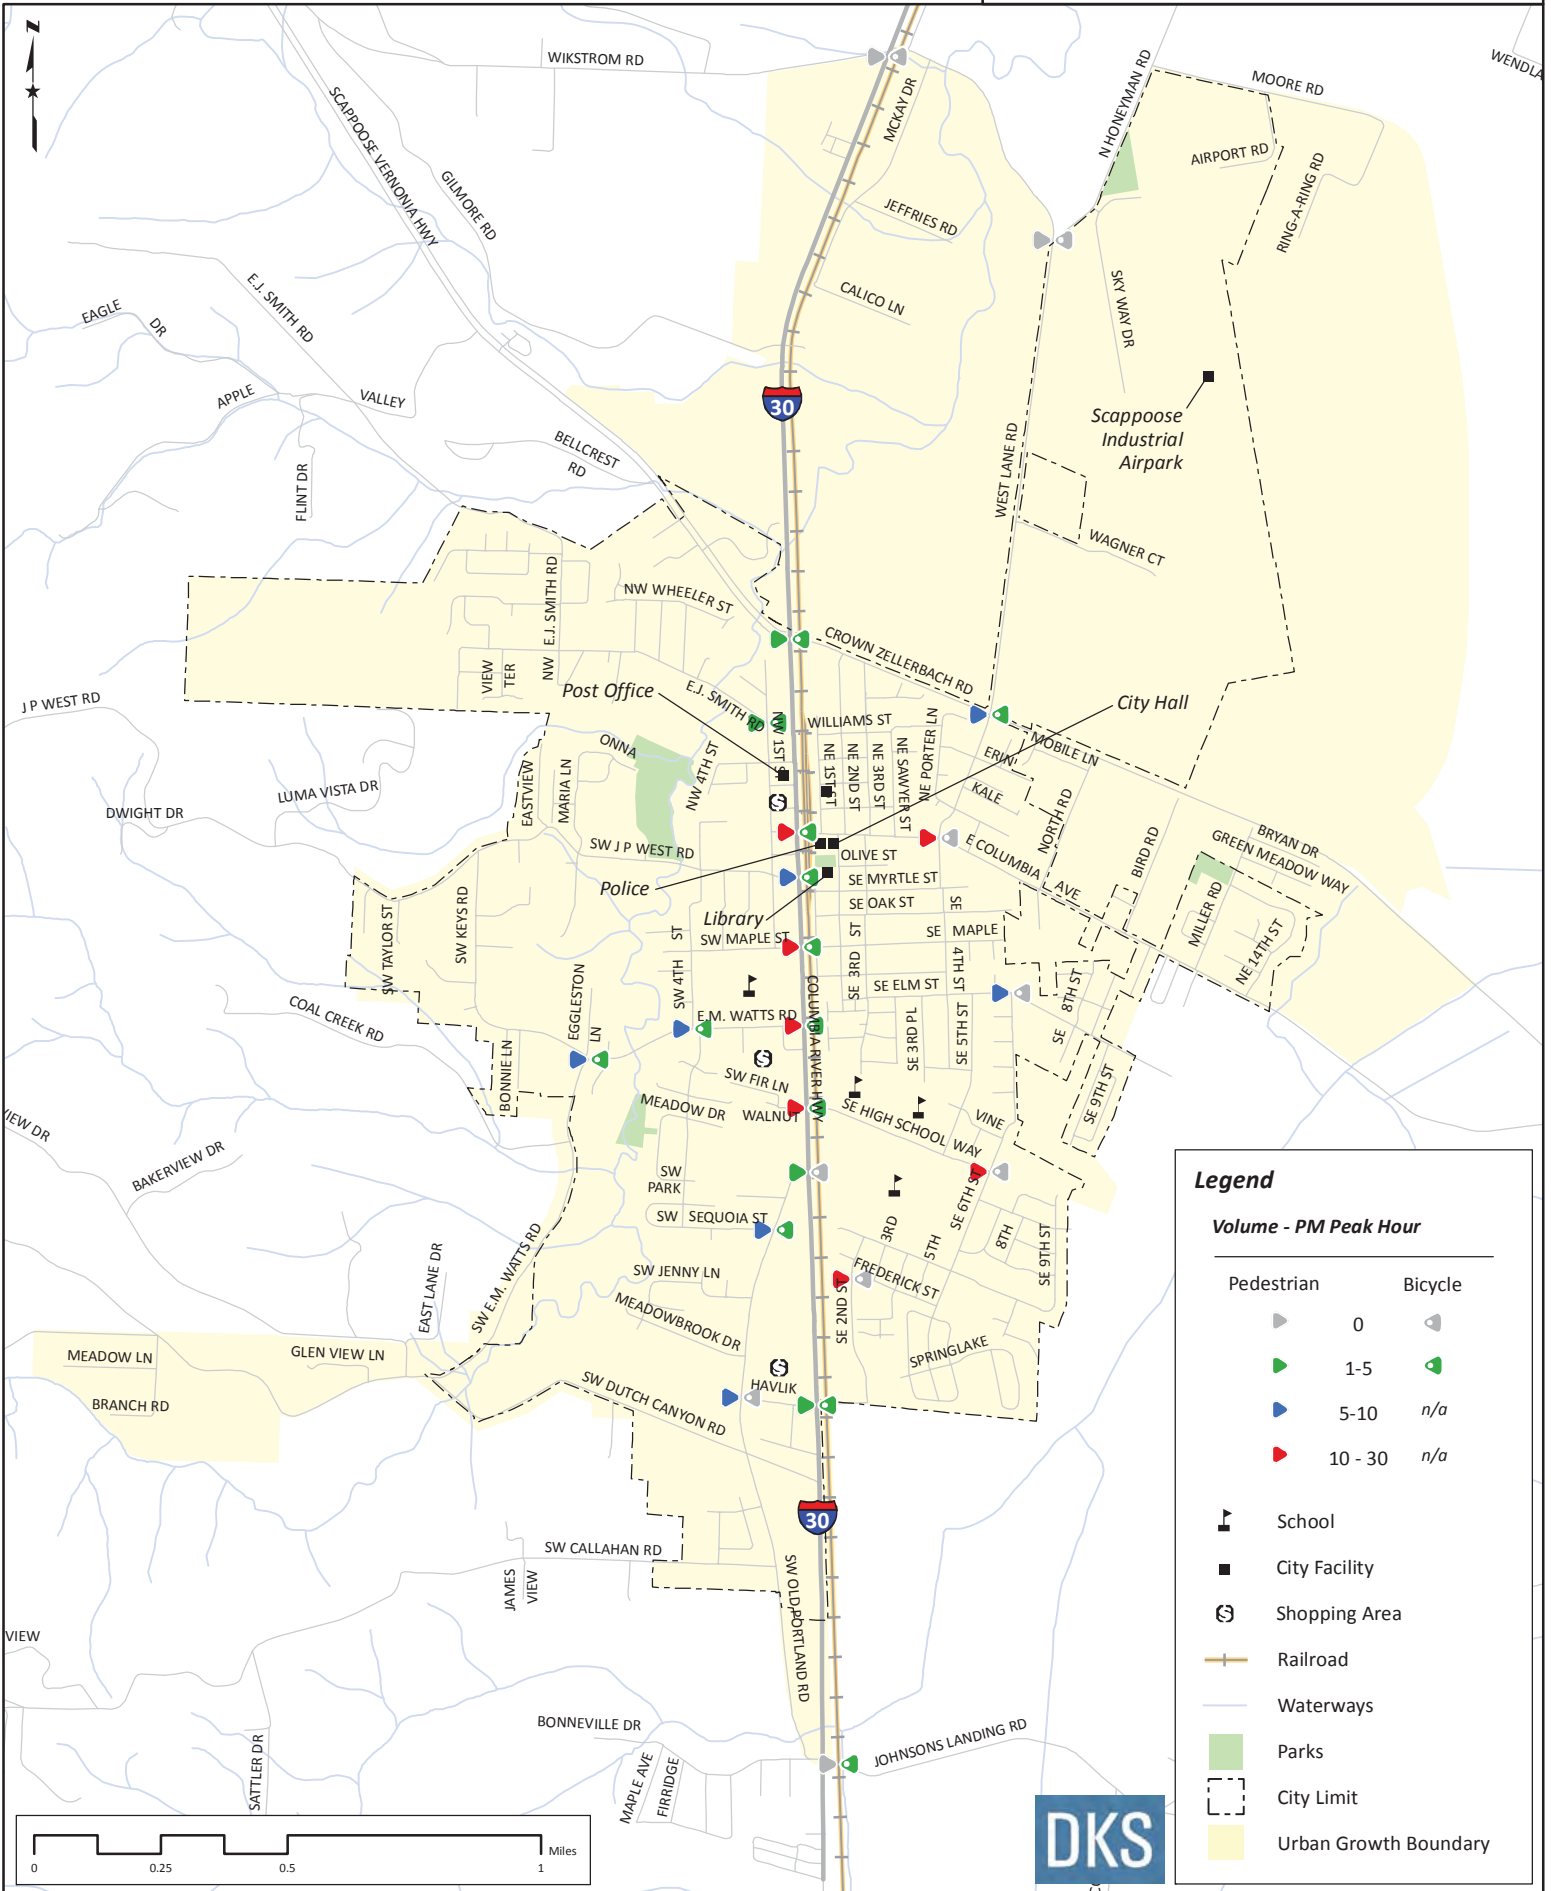 N
WIKSTROM RD
WENDLA
MOORE RD
N HONEYMAN RD
MCKAY DR
AIRPORT RD
RING-A-RING RD
SCAPPOOSE VERNONIA HWY
GILMORE RD
JEFFRIES RD
CALICO LN
SKY WAY DR
E.J. SMITH RD
EAGLE
DR
APPLE
VALLEY
30
Scappoose
Industrial
Airpark
BELLCREST
RD
FLINT DR
WEST LANE RD
WAGNER CT
NW WHEELER ST
NW E.J. SMITH RD
CROWN ZELLERBACH RD
VIEW
TER
Post Office
E.J. SMITH RD
City Hall
J P WEST RD
WILLIAMS ST
NW 1ST ST
NE 1ST ST
NE 2ND ST
NE 3RD ST
NE SAWYER ST
NE PORTER LN
ERIN
MOBILE LN
ONNA
NW 4TH ST
KALE
EASTVIEW
MARIA LN
LUMA VISTA DR
DWIGHT DR
NORTH RD
BIRD RD
BRYAN DR
GREEN MEADOW WAY
SW J P WEST RD
OLIVE ST
E COLUMBIA
AVE
Police
SE MYRTLE ST
SE OAK ST
SE
Library
SW TAYLOR ST
SW KEYS RD
SW MAPLE ST
SE MAPLE
MILLER RD
NE 14TH ST
SW 4TH
ST
SE 3RD
ST
4TH ST
SE ELM ST
8TH ST
SE
EGGLESTON
LN
E.M. WATTS RD
COLUMBIA RIVER HWY
SE 3RD PL
SE 5TH ST
COAL CREEK RD
BONNIE LN
SW FIR LN
MEADOW DR
WALNUT
SE HIGH SCHOOL WAY
VINE
SE 9TH ST
VIEW DR
BAKERVIEW DR
SW
PARK
SW SEQUOIA ST
SE 6TH ST
3RD
5TH
8TH
SE 9TH ST
SW JENNY LN
FREDERICK ST
SE 2ND ST
EAST LANE DR
SW E.M. WATTS RD
MEADOWBROOK DR
SPRINGLAKE
MEADOW LN
GLEN VIEW LN
BRANCH RD
HAVLIK
SW DUTCH CANYON RD
30
SW CALLAHAN RD
JAMES
VIEW
SW OLD PORTLAND RD
VIEW
BONNEVILLE DR
JOHNSONS LANDING RD
SATTLER DR
MAPLE AVE
FIRRIDGE
Legend
Volume - PM Peak Hour
Pedestrian Bicycle
0
1-5
5-10 n/a
10 - 30 n/a
School
City Facility
Shopping Area
Railroad
Waterways
Parks
City Limit
Urban Growth Boundary
Miles
0 0.25 0.5 1
DKS